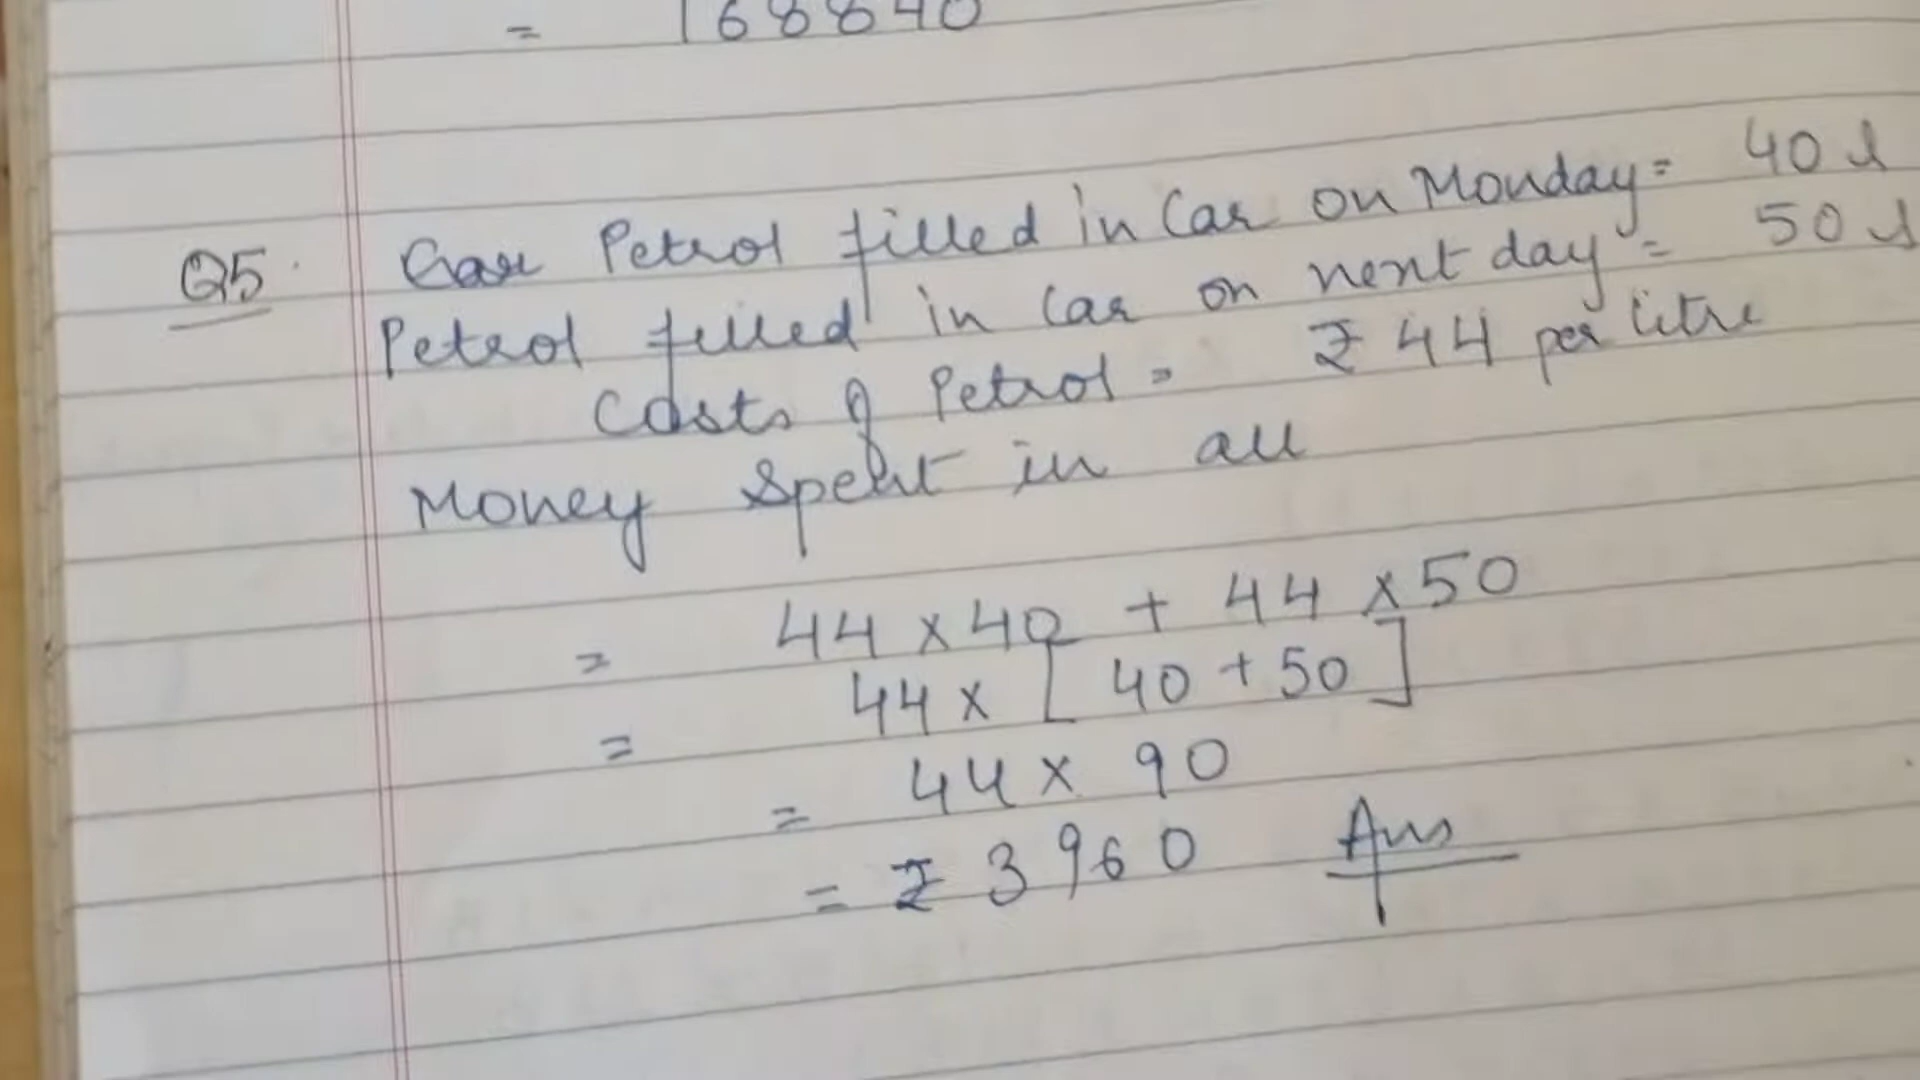 = 168840
Q5. Car Petrol filled in Car on Monday = 40 l
Petrol filled in Car on next day = 50 l
Costs of Petrol = ₹ 44 per litre
Money Spent in all
= 44 × 40 + 44 × 50
= 44 × [ 40 + 50 ]
= 44 × 90
= ₹ 3960 Ans